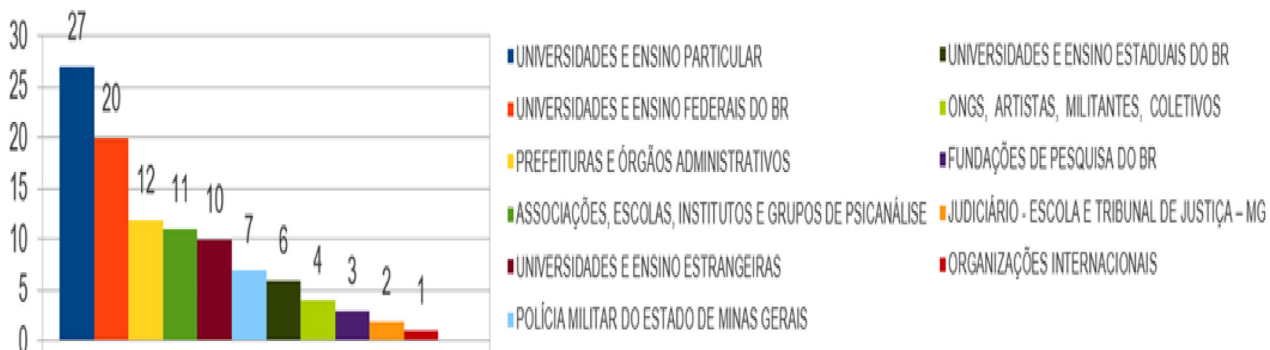 30
25
20
15
10
5
0
27
20
12
11
10
7
6
4
3
2
1
UNIVERSIDADES E ENSINO PARTICULAR
UNIVERSIDADES E ENSINO FEDERAIS DO BR
PREFEITURAS E ÓRGÃOS ADMINISTRATIVOS
ASSOCIAÇÕES, ESCOLAS, INSTITUTOS E GRUPOS DE PSICANÁLISE
UNIVERSIDADES E ENSINO ESTRANGEIRAS
POLÍCIA MILITAR DO ESTADO DE MINAS GERAIS
UNIVERSIDADES E ENSINO ESTADUAIS DO BR
ONGS, ARTISTAS, MILITANTES, COLETIVOS
FUNDAÇÕES DE PESQUISA DO BR
JUDICIÁRIO - ESCOLA E TRIBUNAL DE JUSTIÇA – MG
ORGANIZAÇÕES INTERNACIONAIS